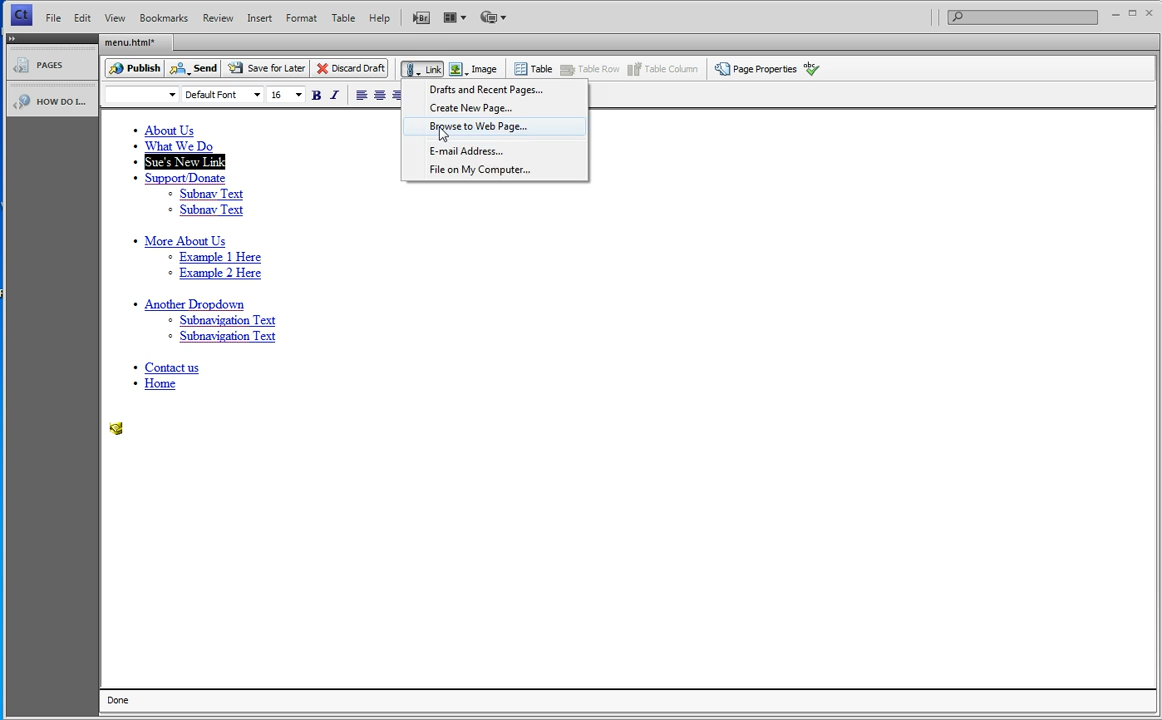 Ct File Edit View Bookmarks Review Insert Format Table Help Br
menu.html*
PAGES
HOW DO I...
Publish Send Save for Later Discard Draft Link Image Table Table Row Table Column Page Properties abc
Default Font 16 B I
Drafts and Recent Pages...
Create New Page...
Browse to Web Page...
E-mail Address...
File on My Computer...
About Us
What We Do
Sue's New Link
Support/Donate
Subnav Text
Subnav Text
More About Us
Example 1 Here
Example 2 Here
Another Dropdown
Subnavigation Text
Subnavigation Text
Contact us
Home
Done